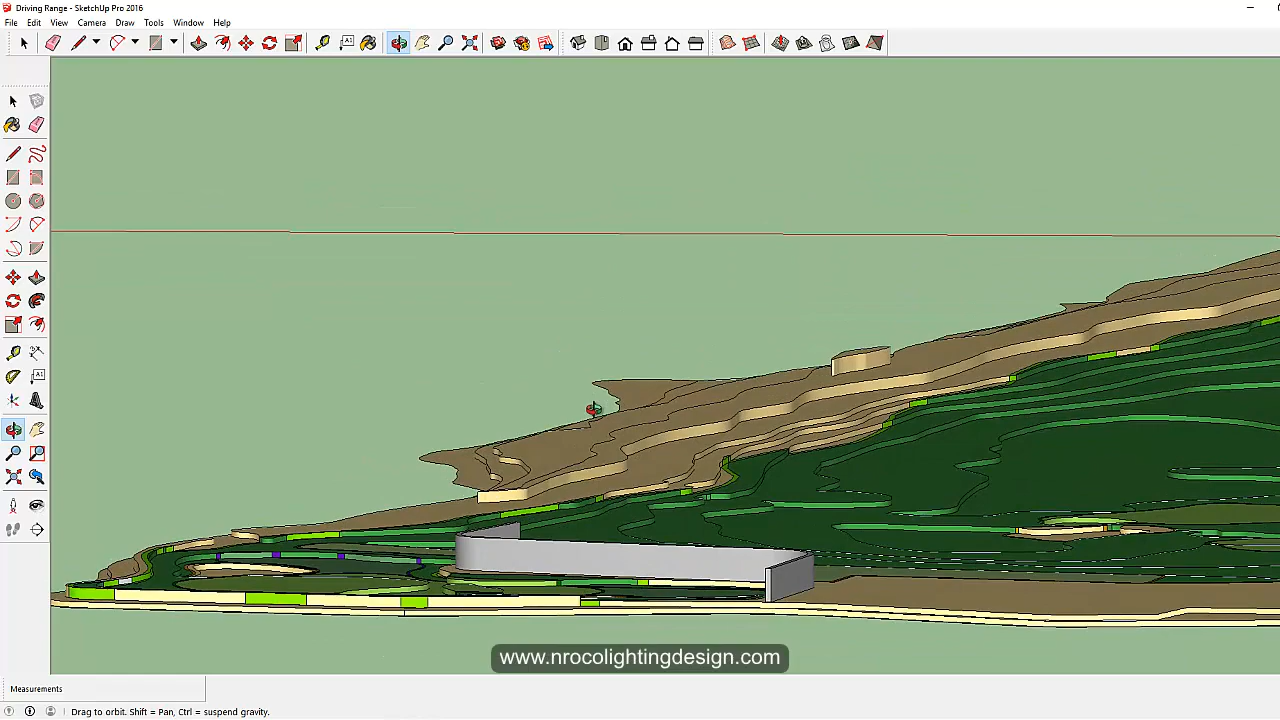 Driving Range - SketchUp Pro 2016
File Edit View Camera Draw Tools Window Help
www.nrocolightingdesign.com
Measurements
Drag to orbit. Shift = Pan, Ctrl = suspend gravity.